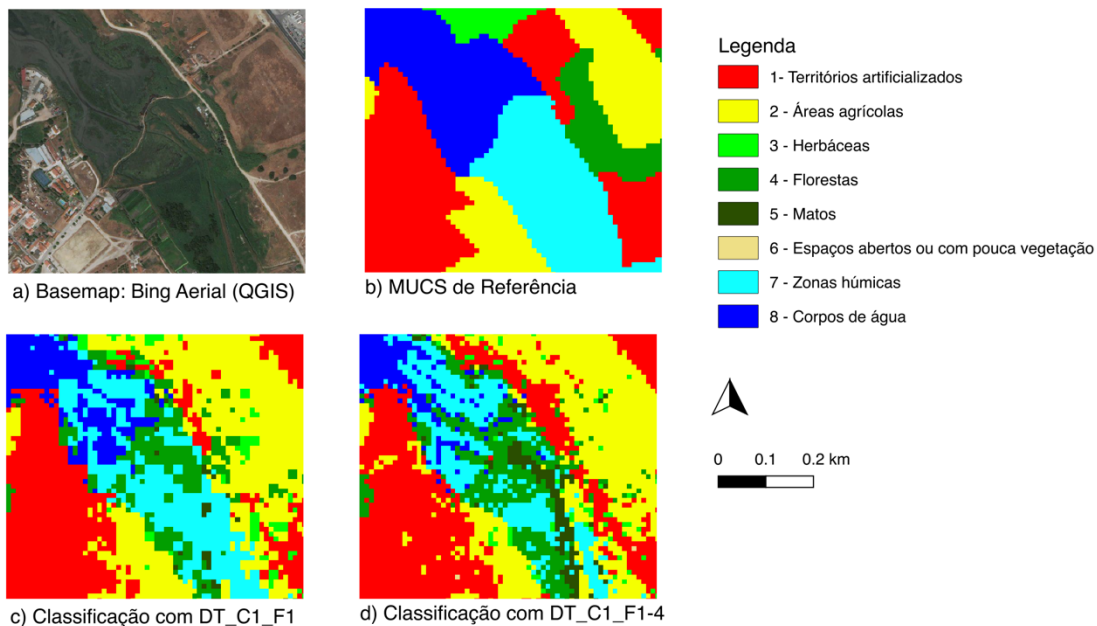 a) Basemap: Bing Aerial (QGIS)
b) MUCS de Referência
Legenda
1- Territórios artificializados
2 - Áreas agrícolas
3 - Herbáceas
4 - Florestas
5 - Matos
6 - Espaços abertos ou com pouca vegetação
7 - Zonas húmicas
8 - Corpos de água
0 0.1 0.2 km
c) Classificação com DT_C1_F1
d) Classificação com DT_C1_F1-4